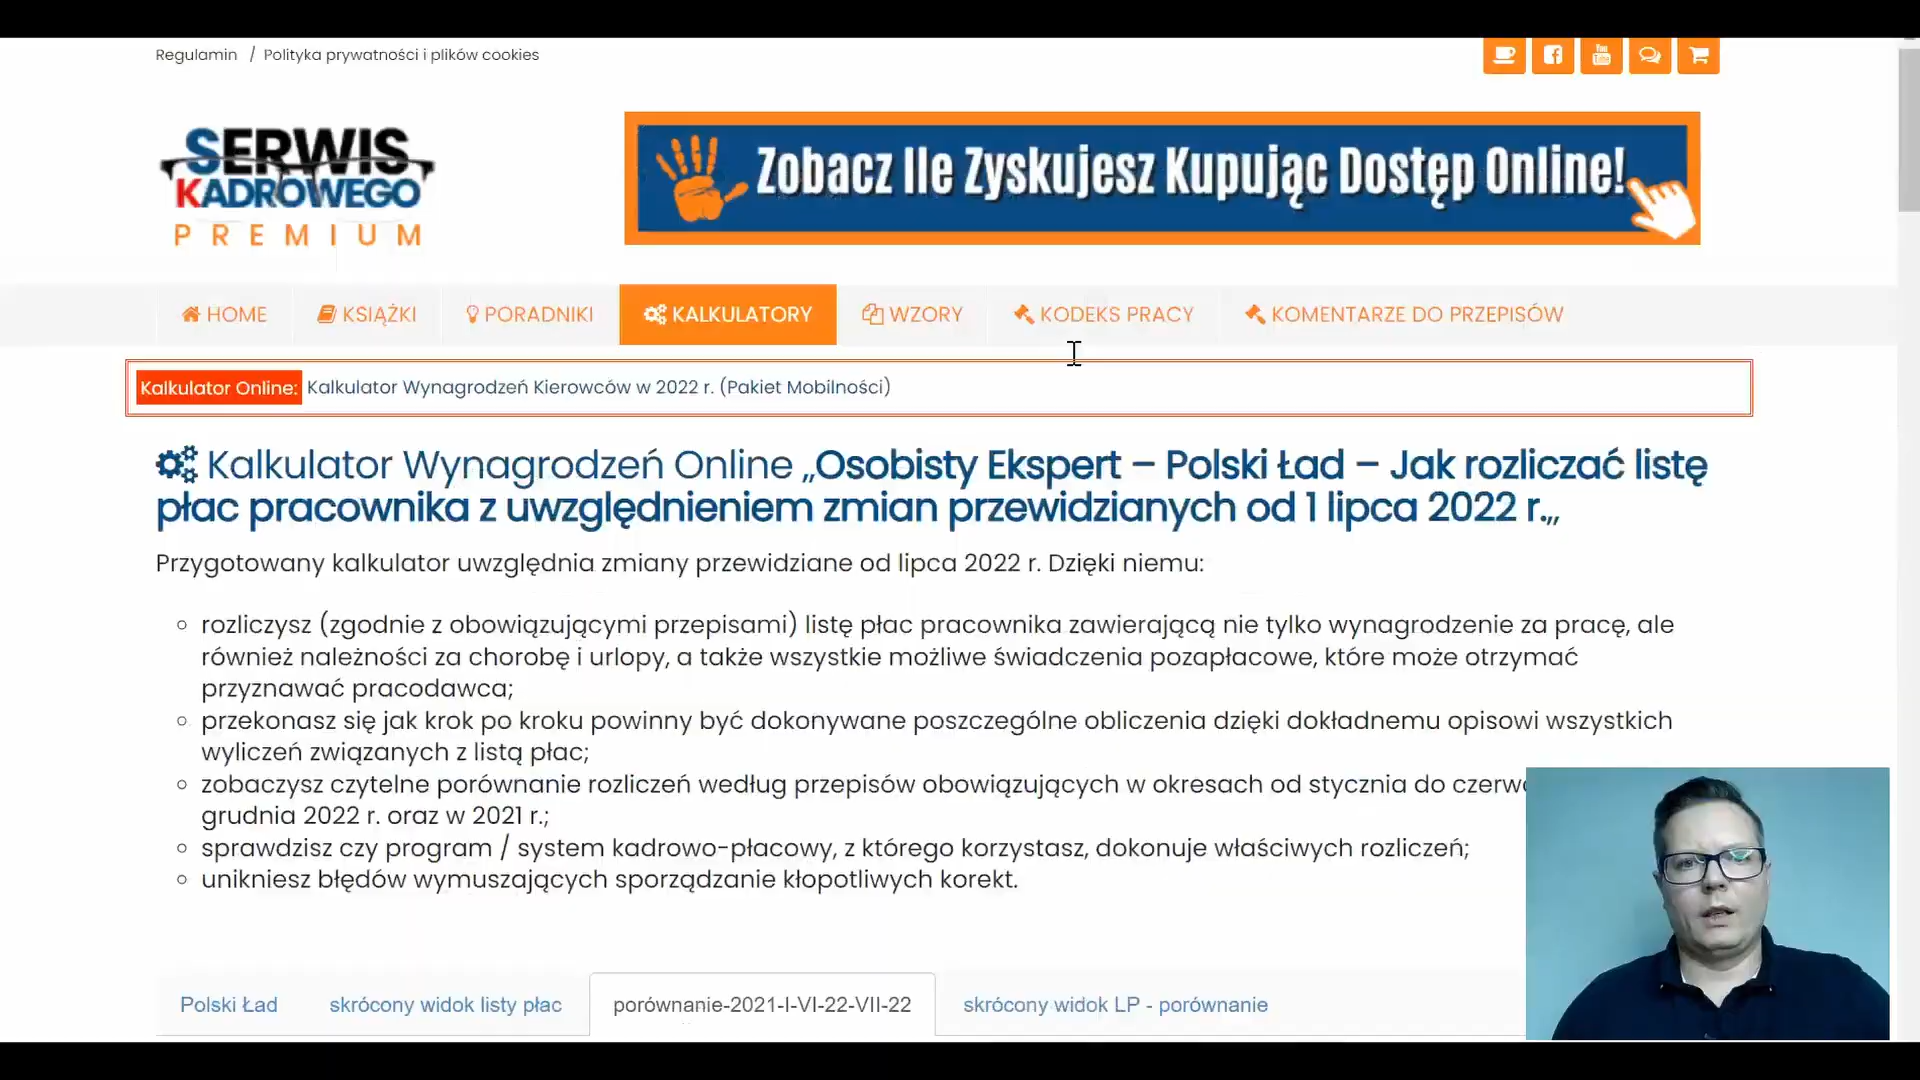 Regulamin / Polityka prywatności i plików cookies
SERWIS
KADROWEGO
PREMIUM
Zobacz Ile Zyskujesz Kupując Dostęp Online!
HOME KSIĄŻKI PORADNIKI KALKULATORY WZORY KODEKS PRACY KOMENTARZE DO PRZEPISÓW
Kalkulator Online: Kalkulator Wynagrodzeń Kierowców w 2022 r. (Pakiet Mobilności)
Kalkulator Wynagrodzeń Online „Osobisty Ekspert – Polski Ład – Jak rozliczać listę
płac pracownika z uwzględnieniem zmian przewidzianych od 1 lipca 2022 r.„
Przygotowany kalkulator uwzględnia zmiany przewidziane od lipca 2022 r. Dzięki niemu:
rozliczysz (zgodnie z obowiązującymi przepisami) listę płac pracownika zawierającą nie tylko wynagrodzenie za pracę, ale
również należności za chorobę i urlopy, a także wszystkie możliwe świadczenia pozapłacowe, które może otrzymać
przyznawać pracodawca;
przekonasz się jak krok po kroku powinny być dokonywane poszczególne obliczenia dzięki dokładnemu opisowi wszystkich
wyliczeń związanych z listą płac;
zobaczysz czytelne porównanie rozliczeń według przepisów obowiązujących w okresach od stycznia do
grudnia 2022 r. oraz w 2021 r.;
sprawdzisz czy program / system kadrowo-płacowy, z którego korzystasz, dokonuje właściwych rozliczeń;
unikniesz błędów wymuszających sporządzanie kłopotliwych korekt.
Polski Ład skrócony widok listy płac porównanie-2021-I-VI-22-VII-22 skrócony widok LP - porównanie